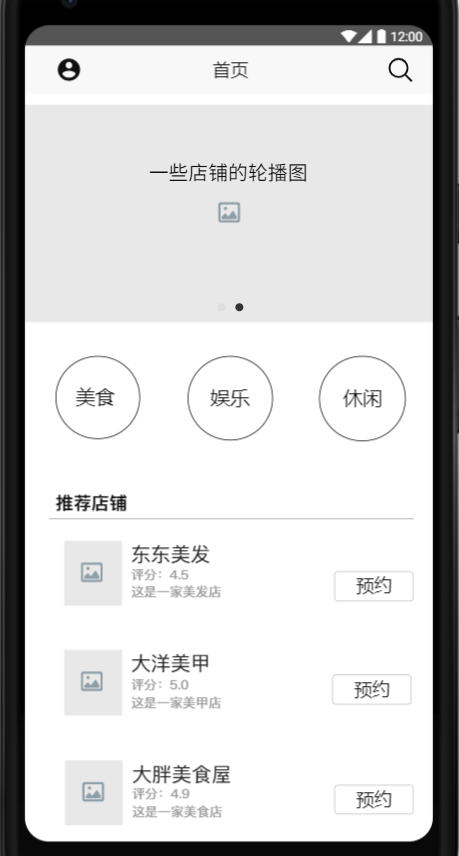 12:00
首页
一些店铺的轮播图
美食
娱乐
休闲
推荐店铺
东东美发
评分：4.5
这是一家美发店
预约
大洋美甲
评分：5.0
这是一家美甲店
预约
大胖美食屋
评分：4.9
这是一家美食店
预约